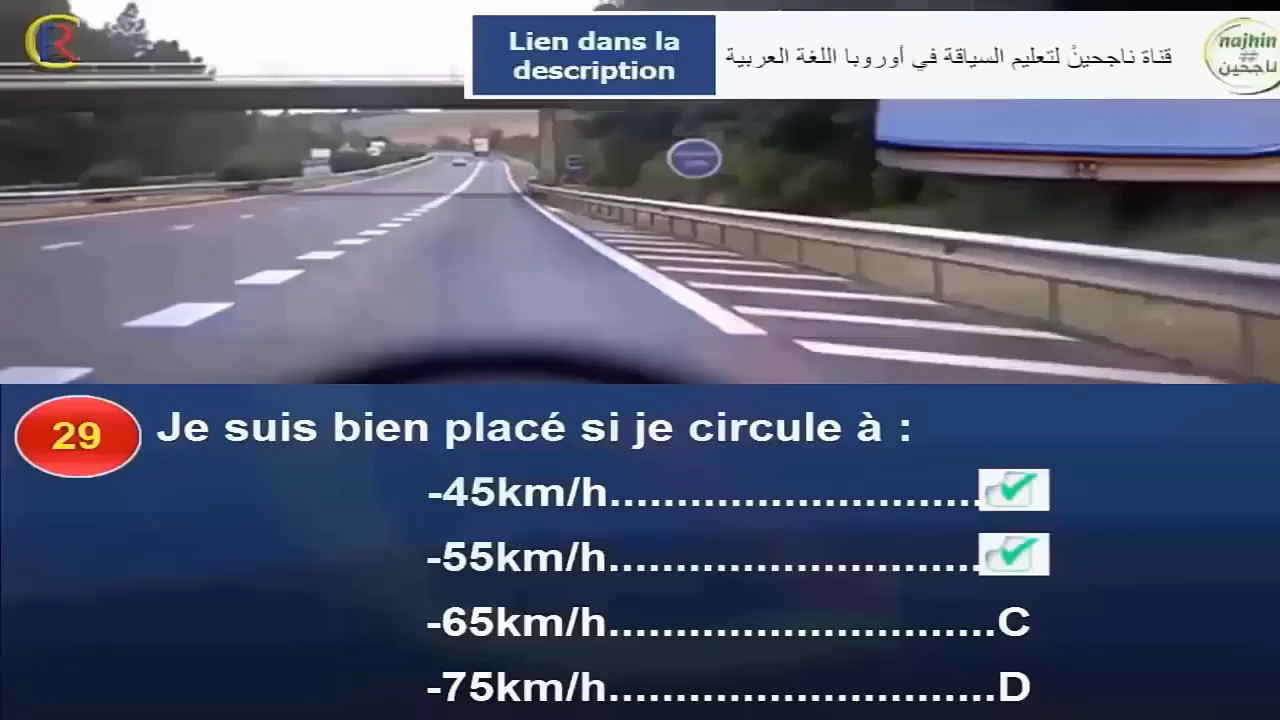 CR
Lien dans la
description
قناة ناجحينْ لتعليم السياقة في أوروبا اللغة العربية
najhin
##
ناجحين
29 Je suis bien placé si je circule à :
-45km/h............................
-55km/h............................
-65km/h.............................C
-75km/h.............................D